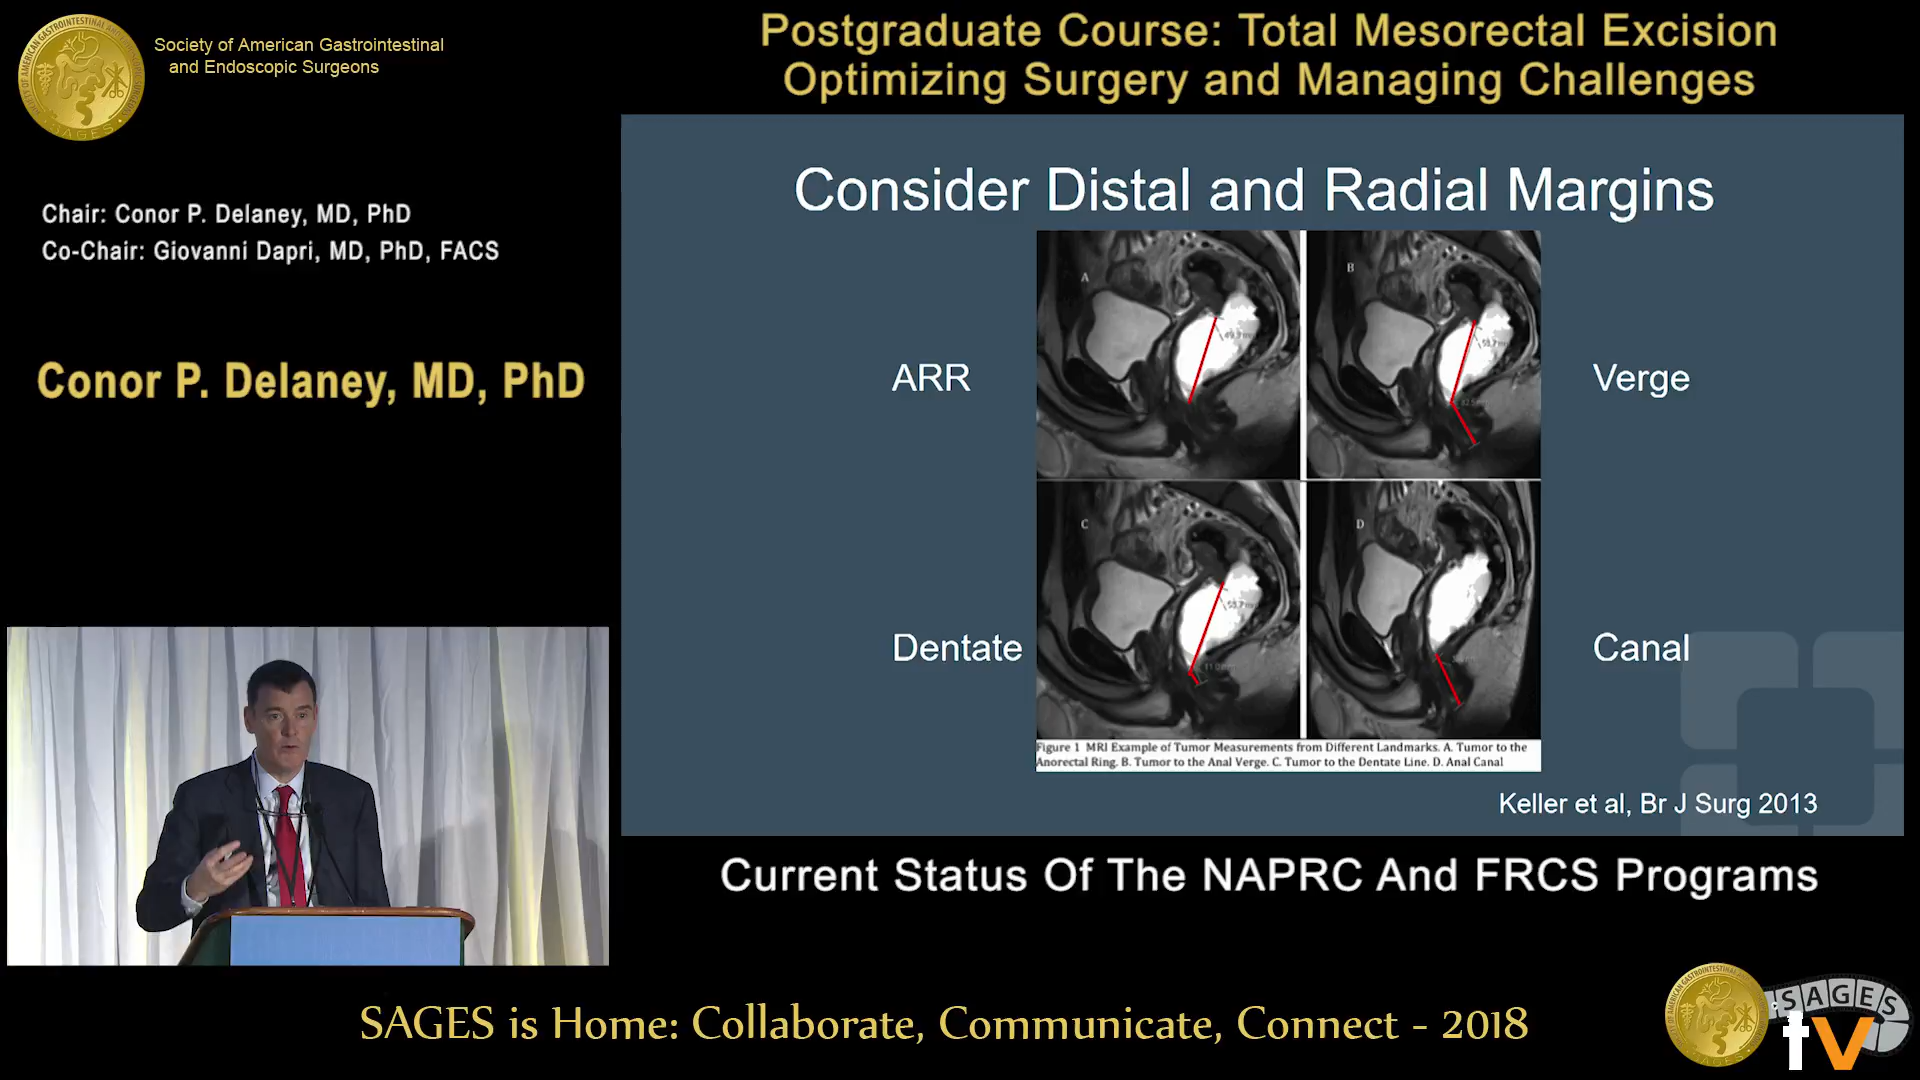 Society of American Gastrointestinal
and Endoscopic Surgeons
Postgraduate Course: Total Mesorectal Excision
Optimizing Surgery and Managing Challenges
Chair: Conor P. Delaney, MD, PhD
Co-Chair: Giovanni Dapri, MD, PhD, FACS
Conor P. Delaney, MD, PhD
Consider Distal and Radial Margins
A
B
ARR
Verge
C
D
Dentate
Canal
Figure 1 MRI Example of Tumor Measurements from Different Landmarks. A. Tumor to the
Anorectal Ring. B. Tumor to the Anal Verge. C. Tumor to the Dentate Line. D. Anal Canal
Keller et al, Br J Surg 2013
Current Status Of The NAPRC And FRCS Programs
SAGES is Home: Collaborate, Communicate, Connect - 2018
SAGES
tv